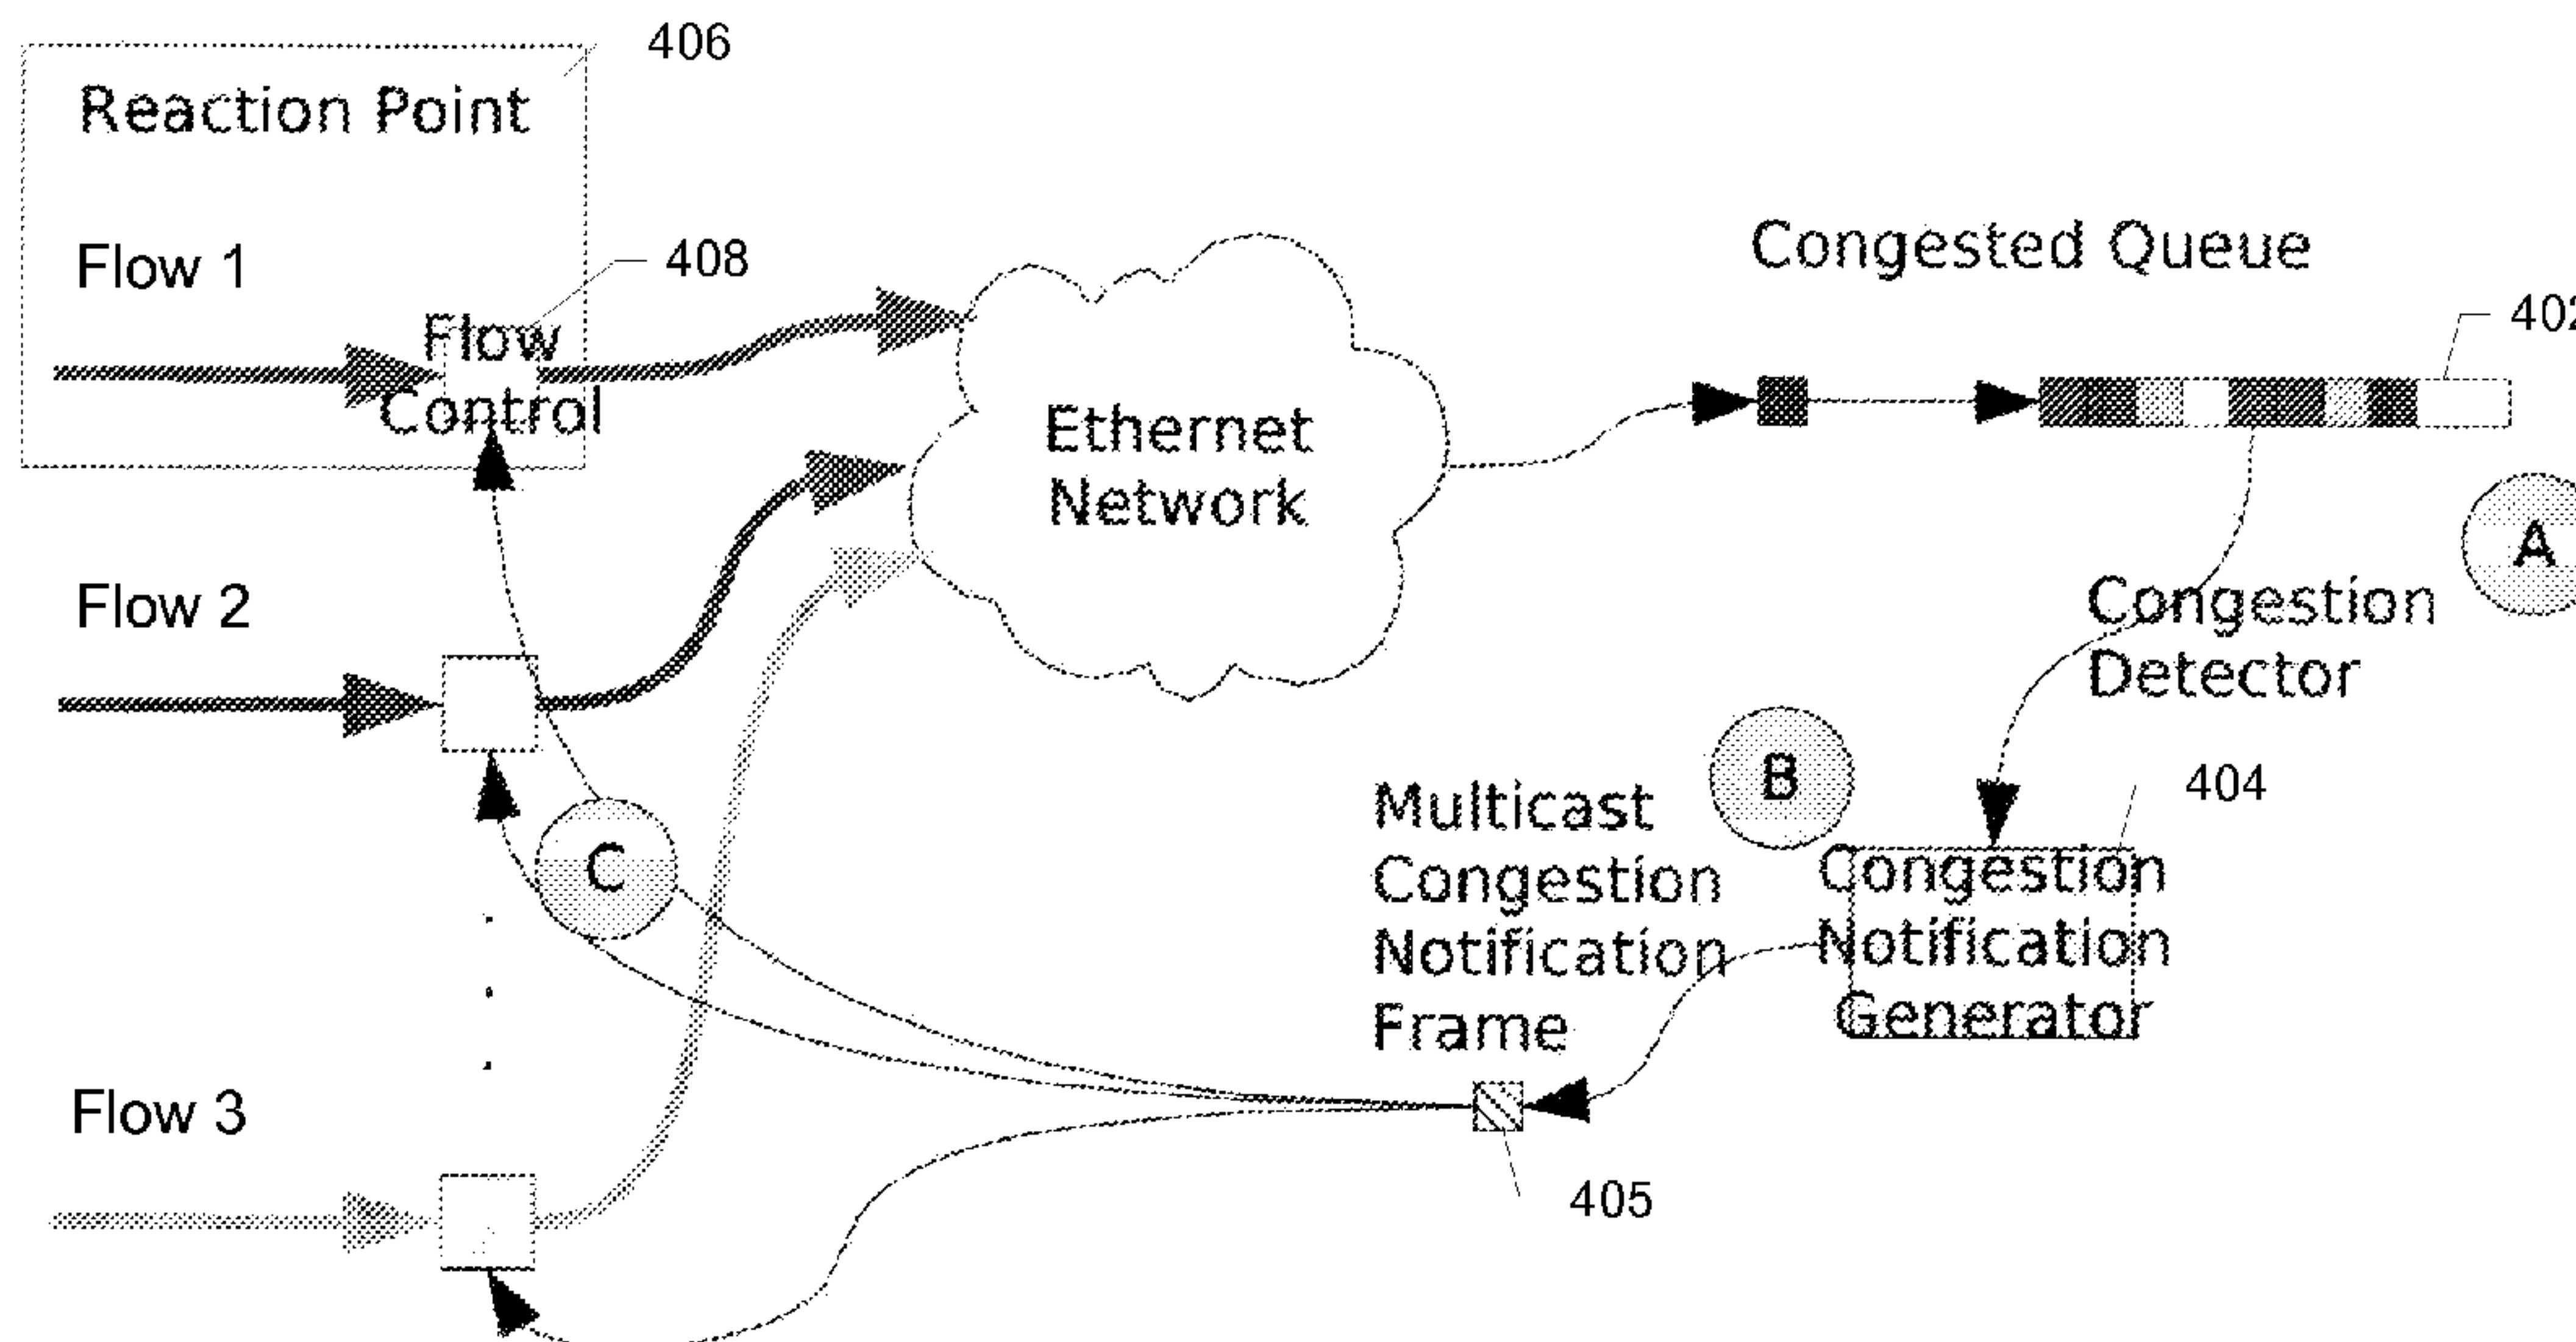 406
Reaction Point
Flow 1
408
Flow
Control
Congested Queue
402
Ethernet
Network
A
Flow 2
Congestion
Detector
B
404
Multicast
Congestion
Notification
Frame
Congestion
Notification
Generator
C
Flow 3
405